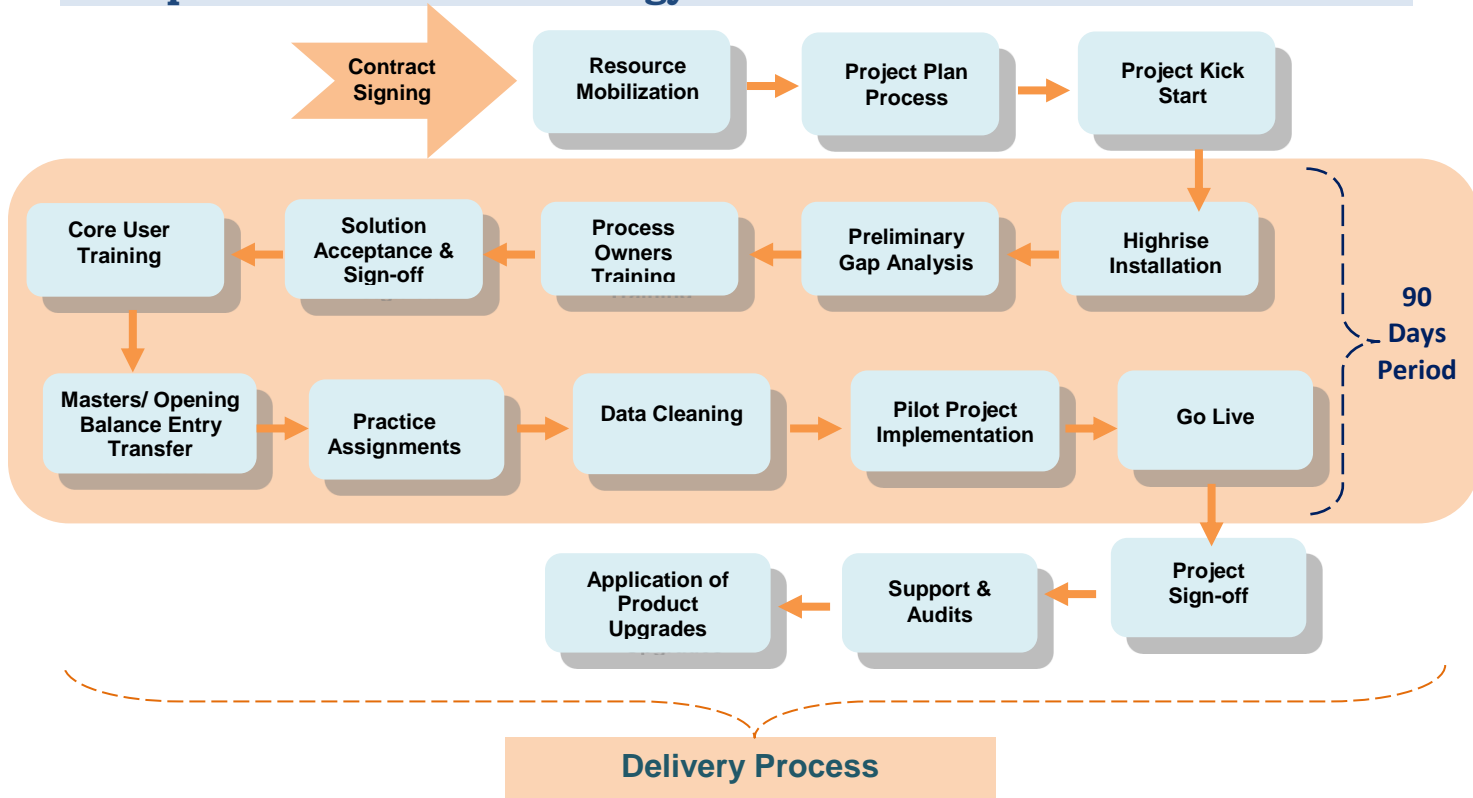 Contract
Signing
Resource
Mobilization
Project Plan
Process
Project Kick
Start
Highrise
Installation
Preliminary
Gap Analysis
Process
Owners
Training
Solution
Acceptance &
Sign-off
Core User
Training
90
Days
Period
Masters/ Opening
Balance Entry
Transfer
Practice
Assignments
Data Cleaning
Pilot Project
Implementation
Go Live
Project
Sign-off
Support &
Audits
Application of
Product
Upgrades
Delivery Process